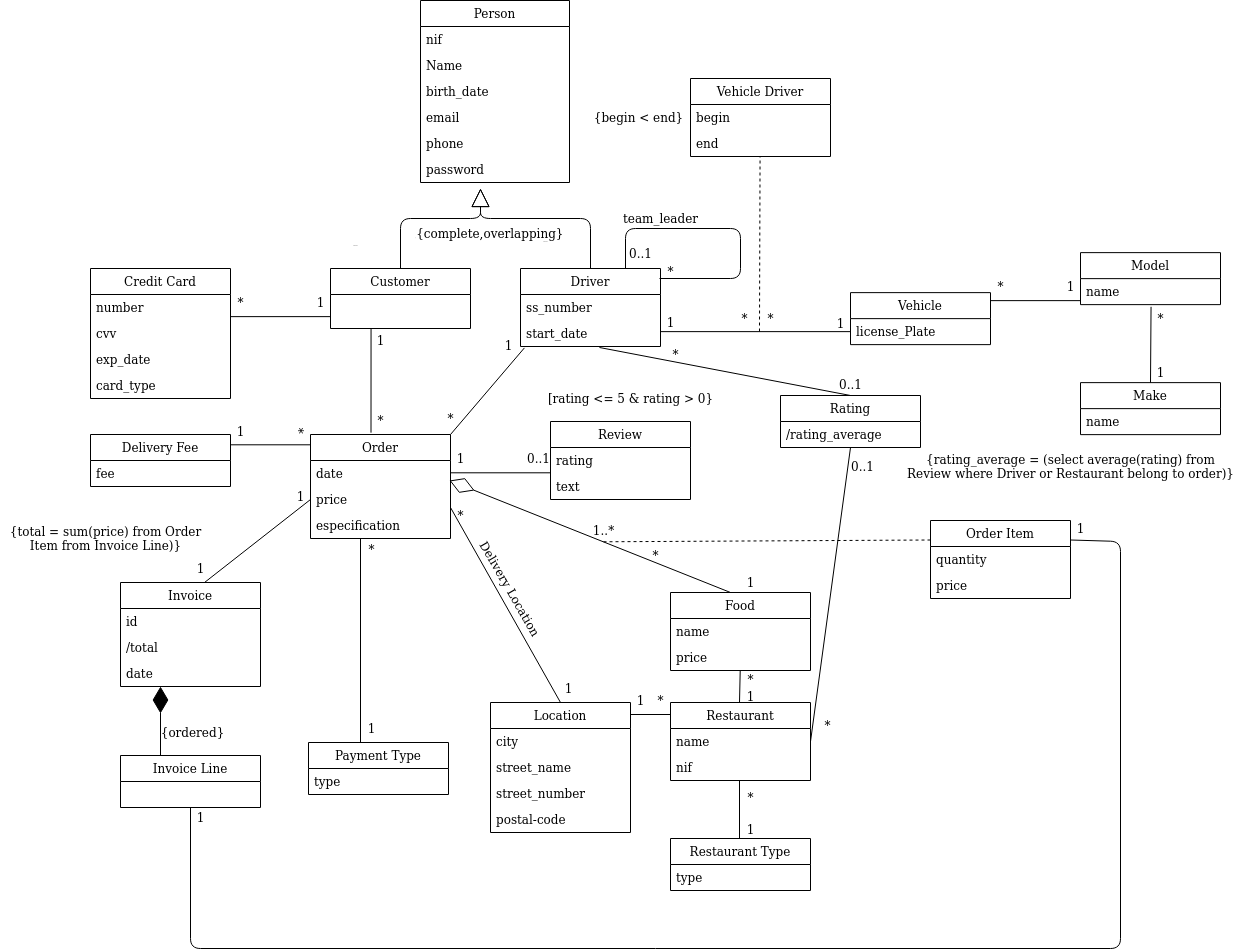 Person
nif
Name
birth_date
email
phone
password
Vehicle Driver
begin
end
{begin < end}
{complete,overlapping}
team_leader
0..1
*
Credit Card
number
cvv
exp_date
card_type
*
1
Customer
Driver
ss_number
start_date
1
*
*
1
Vehicle
license_Plate
*
1
Model
name
*
1
Make
name
1
*
1
*
*
0..1
[rating <= 5 & rating > 0}
Rating
/rating_average
0..1
{rating_average = (select average(rating) from
Review where Driver or Restaurant belong to order)}
Delivery Fee
fee
1
*
Order
date
price
especification
1
0..1
Review
rating
text
1
{total = sum(price) from Order
Item from Invoice Line)}
1
Invoice
id
/total
date
{ordered}
Invoice Line
1
*
1
Payment Type
type
*
Delivery Location
1
1..*
*
1
Order Item
quantity
price
1
Food
name
price
*
1
Location
city
street_name
street_number
postal-code
1
*
Restaurant
name
nif
*
*
1
Restaurant Type
type